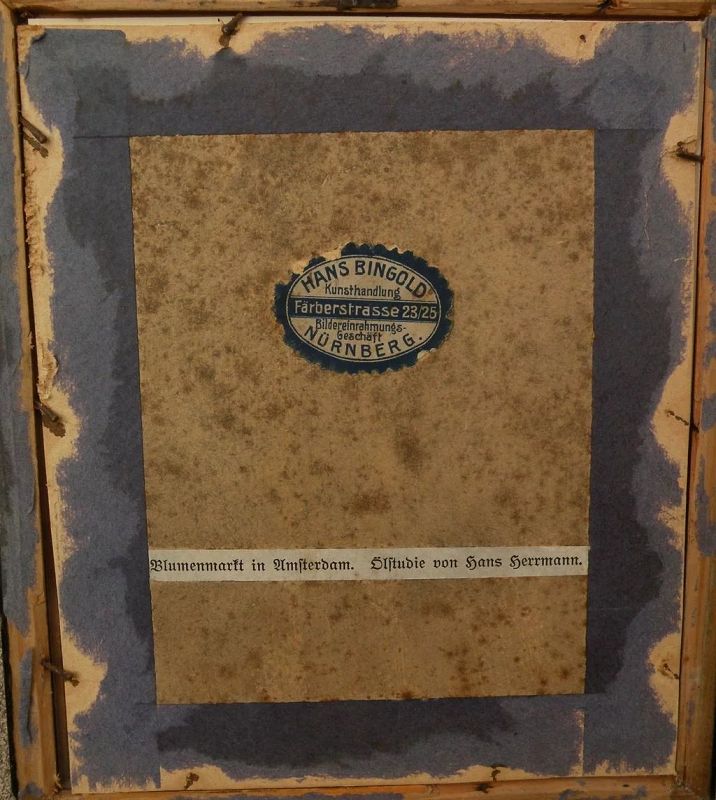 HANS BINGOLD
Kunsthandlung
Färberstrasse 23/25
Bildereinrahmungs-
Geschäft
NÜRNBERG.
Blumenmarkt in Amsterdam. Ölstudie von Hans Herrmann.